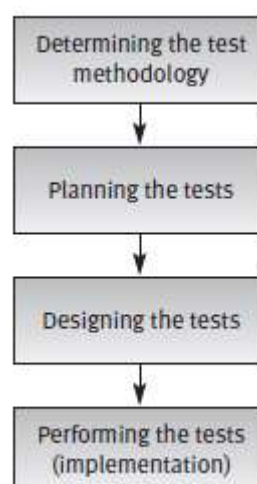 Determining the test
methodology
Planning the tests
Designing the tests
Performing the tests
(implementation)